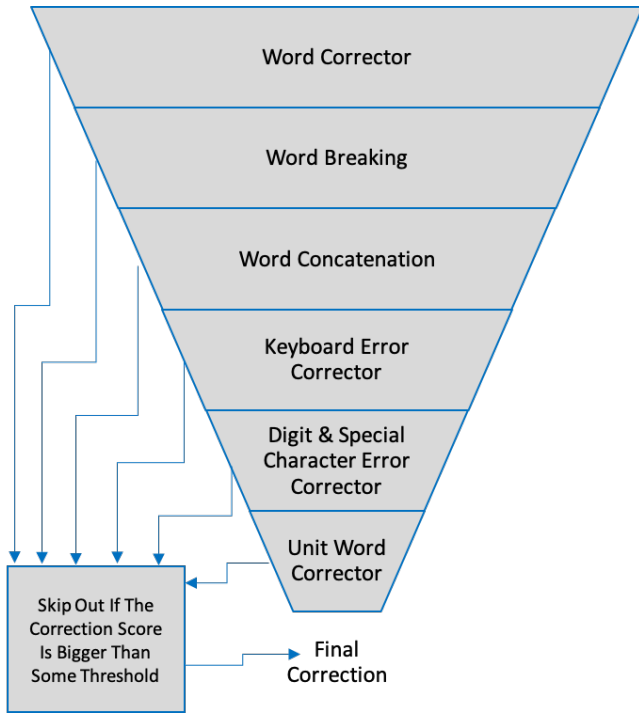 Word Corrector
Word Breaking
Word Concatenation
Keyboard Error
Corrector
Digit & Special
Character Error
Corrector
Unit Word
Corrector
Skip Out If The
Correction Score
Is Bigger Than
Some Threshold
Final
Correction